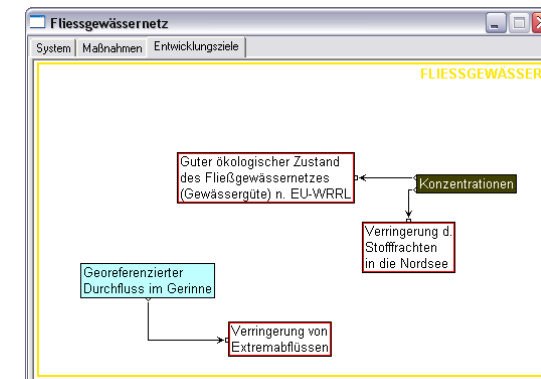 Fliessgewässernetz
System Maßnahmen Entwicklungsziele
FLIESSGEWÄSSER
Guter ökologischer Zustand
des Fließgewässernetzes
(Gewässergüte) n. EU-WRRL
Konzentrationen
Verringerung d.
Stofffrachten
in die Nordsee
Georeferenzierter
Durchfluss im Gerinne
Verringerung von
Extremabflüssen